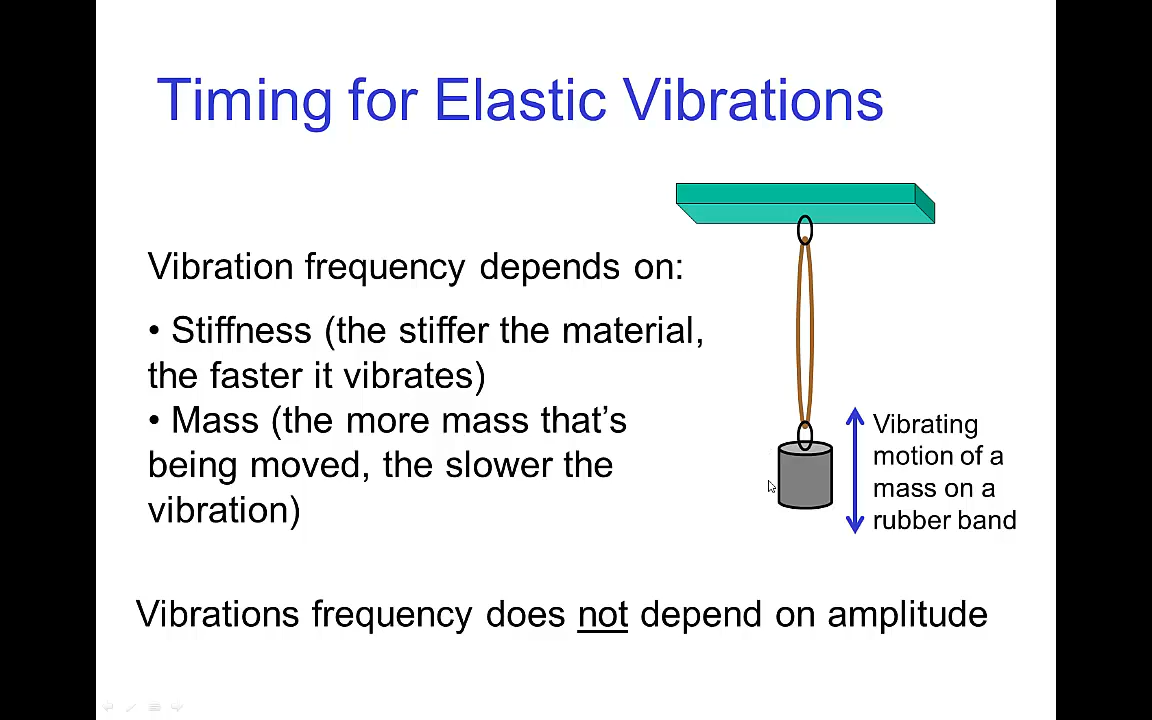 Timing for Elastic Vibrations
Vibration frequency depends on:
• Stiffness (the stiffer the material,
the faster it vibrates)
• Mass (the more mass that’s
being moved, the slower the
vibration)
Vibrating
motion of a
mass on a
rubber band
Vibrations frequency does not depend on amplitude